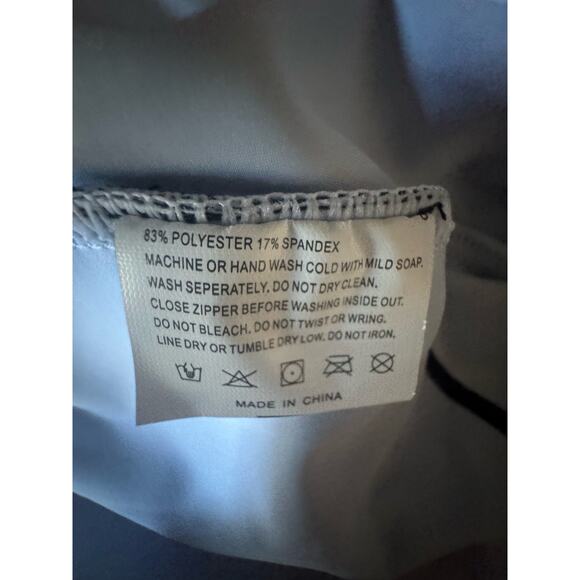 83% POLYESTER 17% SPANDEX
MACHINE OR HAND WASH COLD WITH MILD SOAP.
WASH SEPERATELY. DO NOT DRY CLEAN.
CLOSE ZIPPER BEFORE WASHING INSIDE OUT.
DO NOT BLEACH. DO NOT TWIST OR WRING.
LINE DRY OR TUMBLE DRY LOW. DO NOT IRON.
MADE IN CHINA